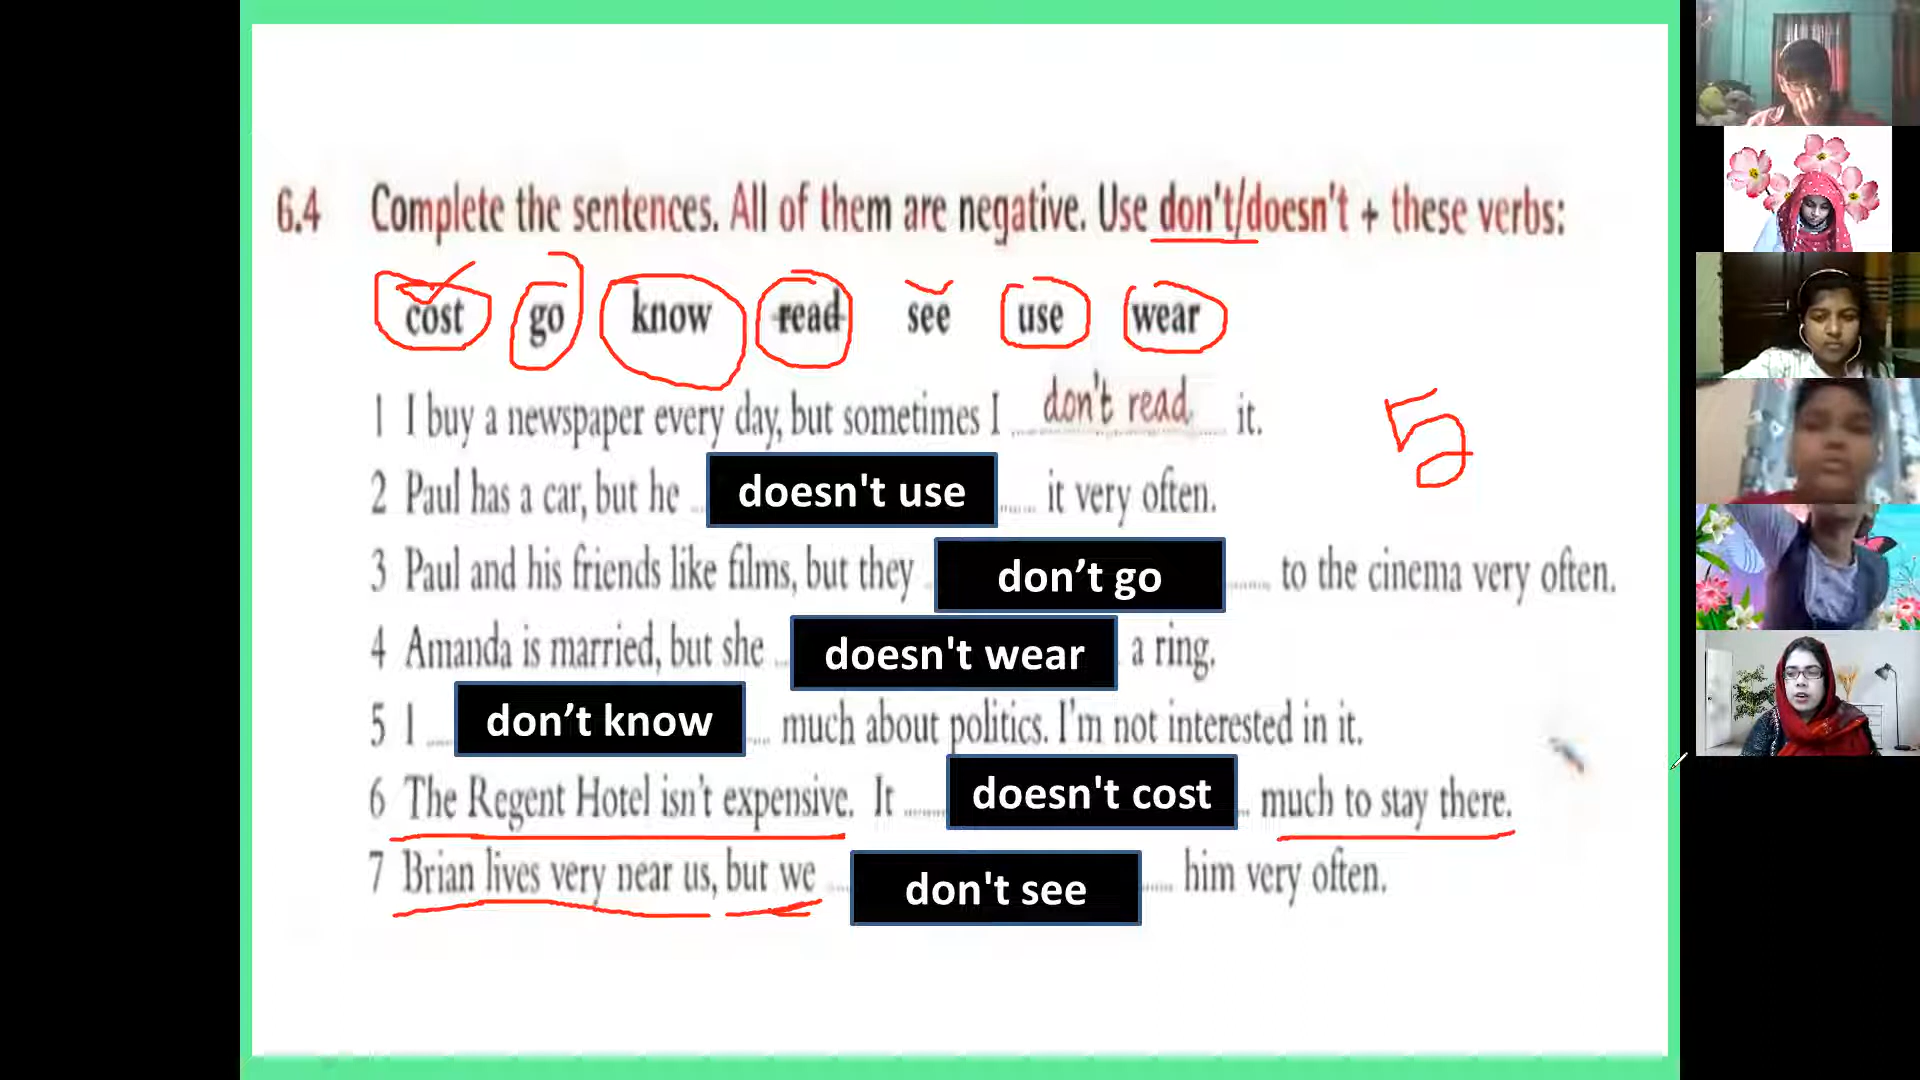 6.4 Complete the sentences. All of them are negative. Use don't/doesn't + these verbs:
cost go know read see use wear
1 I buy a newspaper every day, but sometimes I don't read it.
2 Paul has a car, but he doesn't use it very often.
3 Paul and his friends like films, but they don’t go to the cinema very often.
4 Amanda is married, but she doesn't wear a ring.
5 I don’t know much about politics. I'm not interested in it.
6 The Regent Hotel isn't expensive. It doesn't cost much to stay there.
7 Brian lives very near us, but we don't see him very often.